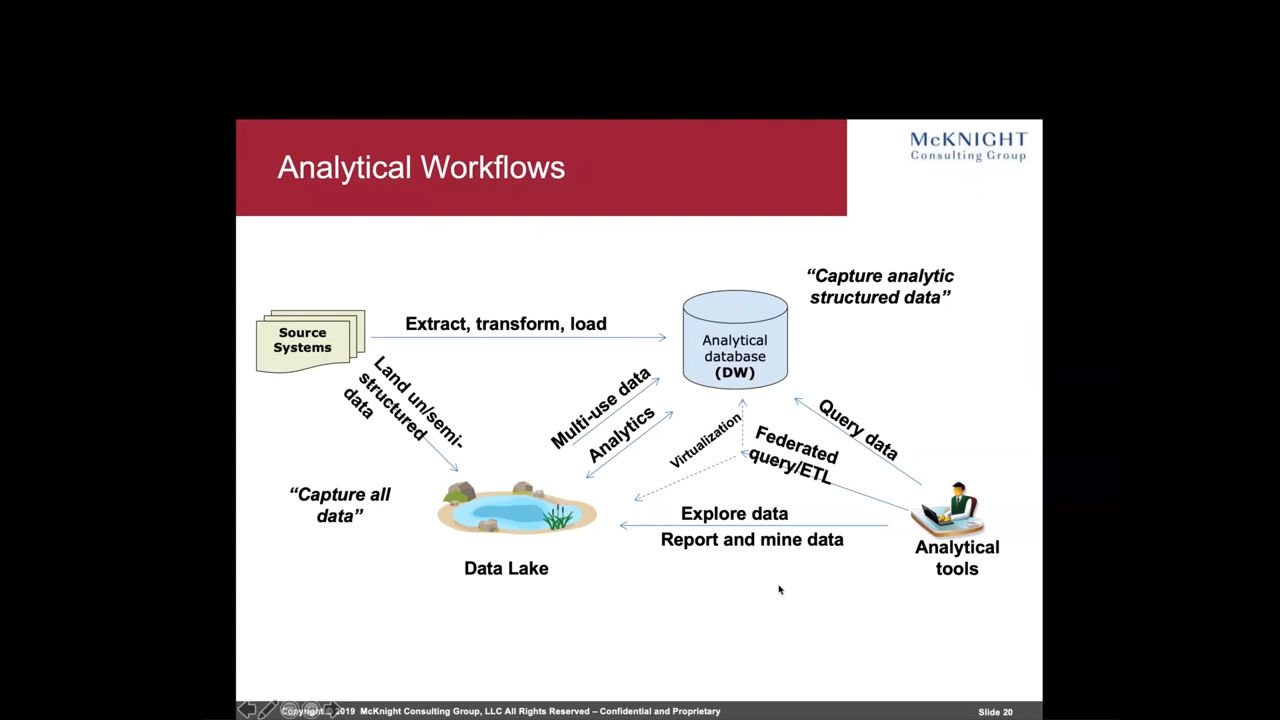 McKNIGHT
Consulting Group
Analytical Workflows
“Capture analytic
structured data”
Source
Systems
Extract, transform, load
Analytical
database
(DW)
Land un/semi-
structured
data
Multi-use data
Analytics
Virtualization
Federated
query/ETL
Query data
“Capture all
data”
Explore data
Report and mine data
Data Lake
Analytical
tools
Copyright © 2019 McKnight Consulting Group, LLC All Rights Reserved – Confidential and Proprietary
Slide 20